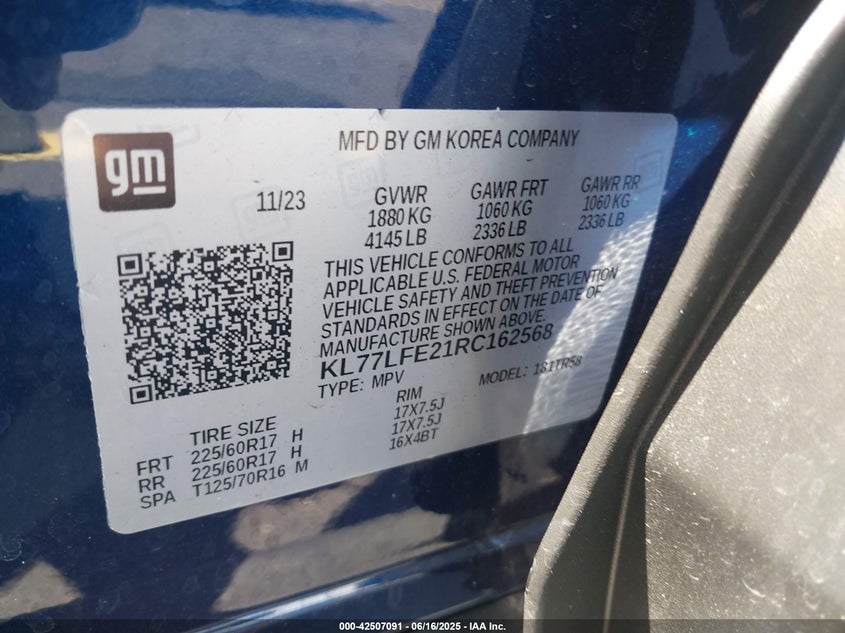 gm
MFD BY GM KOREA COMPANY
11/23
GVWR
1880 KG
4145 LB
GAWR FRT
1060 KG
2336 LB
GAWR RR
1060 KG
2336 LB
THIS VEHICLE CONFORMS TO ALL
APPLICABLE U.S. FEDERAL MOTOR
VEHICLE SAFETY AND THEFT PREVENTION
STANDARDS IN EFFECT ON THE DATE OF
MANUFACTURE SHOWN ABOVE.
KL77LFE21RC162568
TYPE: MPV
MODEL: 181TR58
TIRE SIZE
RIM
FRT 225/60R17 H 17X7.5J
RR 225/60R17 H 17X7.5J
SPA T125/70R16 M 16X4BT
000-42507091 - 06/16/2025 - IAA Inc.